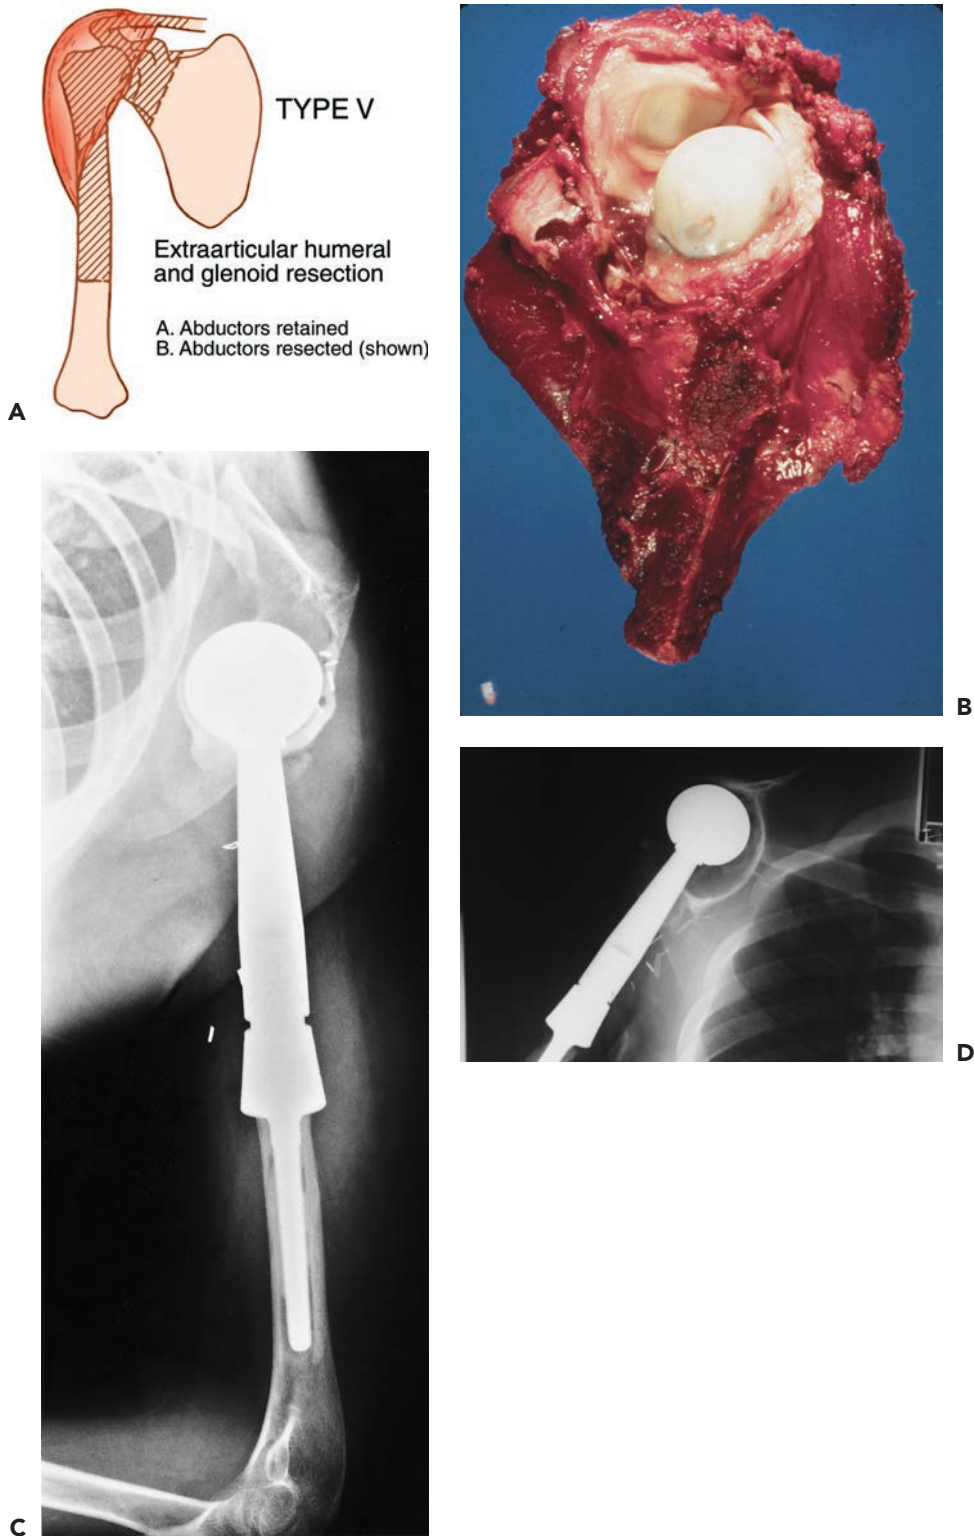 TYPE V
Extraarticular humeral
and glenoid resection
A. Abductors retained
B. Abductors resected (shown)
A
B
C
D